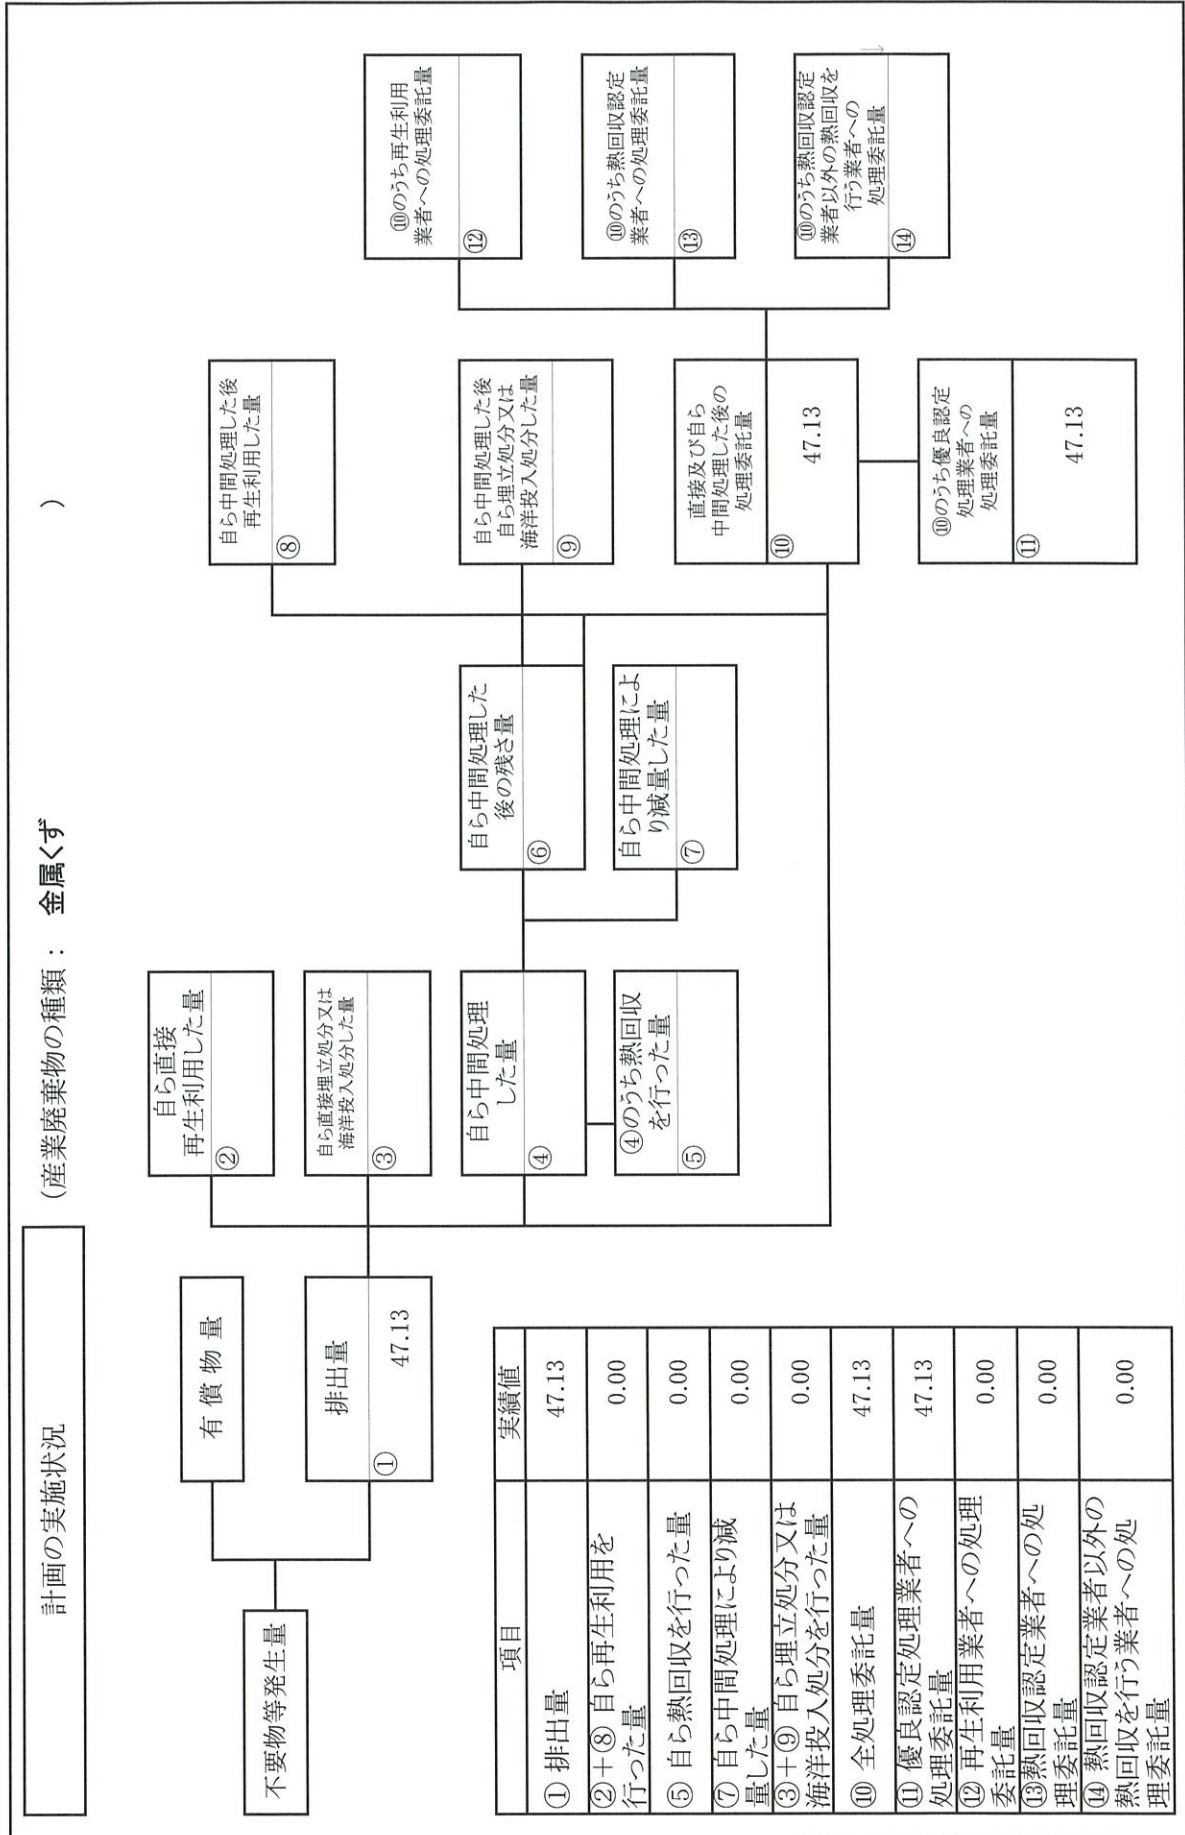 計画の実施状況
(産業廃棄物の種類: 金属くず )
不要物等発生量
有償物量
排出量
① 47.13
自ら直接
再生利用した量
②
自ら直接埋立処分又は
海洋投入処分した量
③
自ら中間処理
した量
④
④のうち熱回収
を行った量
⑤
自ら中間処理した
後の残さ量
⑥
自ら中間処理によ
り減量した量
⑦
自ら中間処理した後
再生利用した量
⑧
自ら中間処理した後
自ら埋立処分又は
海洋投入処分した量
⑨
直接及び自ら
中間処理した後の
処理委託量
⑩ 47.13
⑩のうち優良認定
処理業者への
処理委託量
⑪ 47.13
⑩のうち再生利用
業者への処理委託量
⑫
⑩のうち熱回収認定
業者への処理委託量
⑬
⑩のうち熱回収認定
業者以外の熱回収を
行う業者への
処理委託量
⑭
項目 実績値
① 排出量 47.13
②+⑧ 自ら再生利用を
行った量 0.00
⑤ 自ら熱回収を行った量 0.00
⑦ 自ら中間処理により減
量した量 0.00
③+⑨ 自ら埋立処分又は
海洋投入処分を行った量 0.00
⑩ 全処理委託量 47.13
⑪ 優良認定処理業者への
処理委託量 47.13
⑫ 再生利用業者への処理
委託量 0.00
⑬熱回収認定業者への処
理委託量 0.00
⑭ 熱回収認定業者以外の
熱回収を行う業者への処
理委託量 0.00